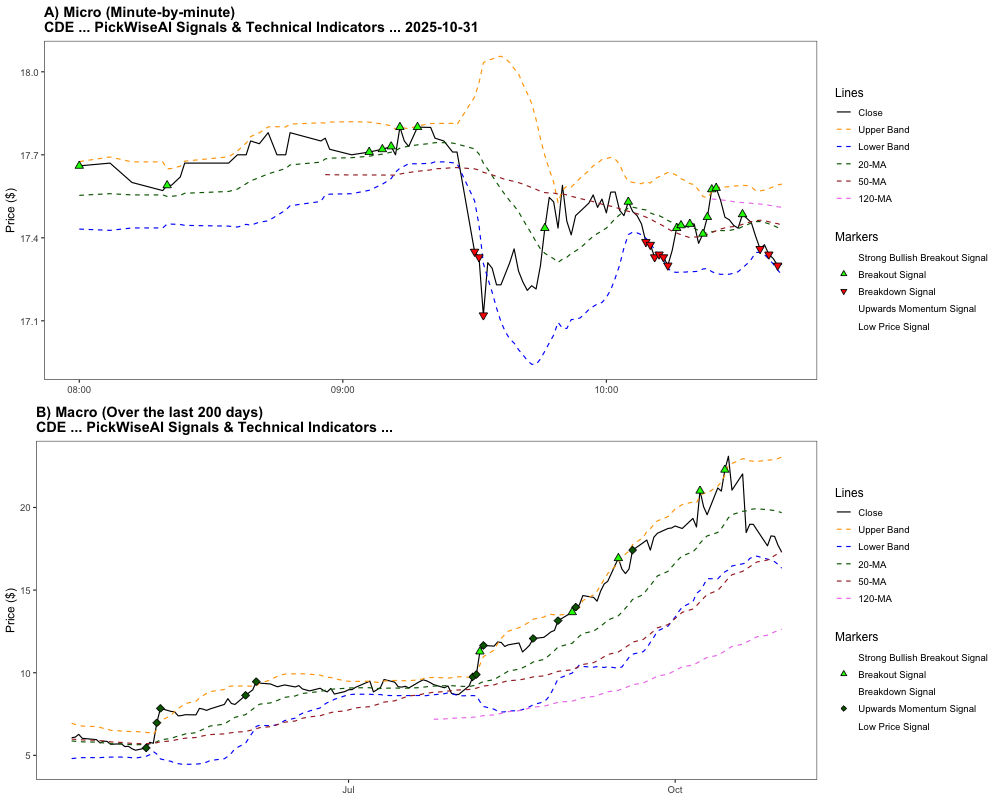 A) Micro (Minute-by-minute)
CDE ... PickWiseAI Signals & Technical Indicators ... 2025-10-31
18.0
17.7
17.4
17.1
Price ($)
08:00
09:00
10:00
Lines
Close
Upper Band
Lower Band
20-MA
50-MA
120-MA
Markers
Strong Bullish Breakout Signal
Breakout Signal
Breakdown Signal
Upwards Momentum Signal
Low Price Signal
B) Macro (Over the last 200 days)
CDE ... PickWiseAI Signals & Technical Indicators ...
20
15
10
5
Price ($)
Jul
Oct
Lines
Close
Upper Band
Lower Band
20-MA
50-MA
120-MA
Markers
Strong Bullish Breakout Signal
Breakout Signal
Breakdown Signal
Upwards Momentum Signal
Low Price Signal